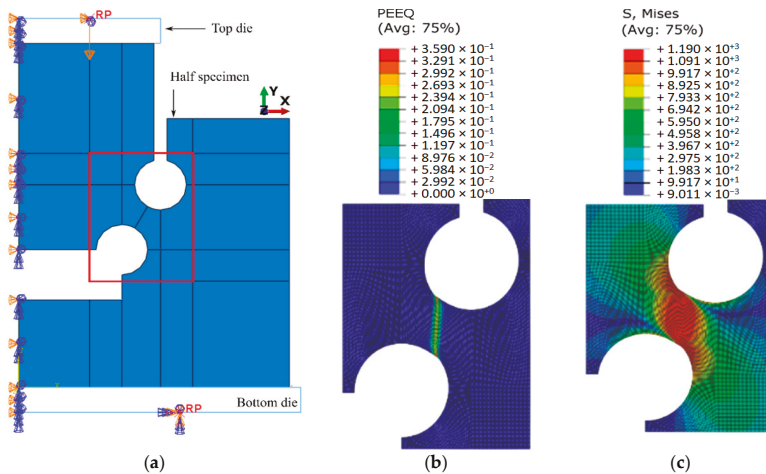 RP
Top die
Half specimen
Y
Z
X
Bottom die
RP
(a)
PEEQ
(Avg: 75%)
+ 3.590 × 10⁻¹
+ 3.291 × 10⁻¹
+ 2.992 × 10⁻¹
+ 2.693 × 10⁻¹
+ 2.394 × 10⁻¹
+ 2.094 × 10⁻¹
+ 1.795 × 10⁻¹
+ 1.496 × 10⁻¹
+ 1.197 × 10⁻¹
+ 8.976 × 10⁻²
+ 5.984 × 10⁻²
+ 2.992 × 10⁻²
+ 0.000 × 10⁺⁰
(b)
S, Mises
(Avg: 75%)
+ 1.190 × 10⁺³
+ 1.091 × 10⁺³
+ 9.917 × 10⁺²
+ 8.925 × 10⁺²
+ 7.933 × 10⁺²
+ 6.942 × 10⁺²
+ 5.950 × 10⁺²
+ 4.958 × 10⁺²
+ 3.967 × 10⁺²
+ 2.975 × 10⁺²
+ 1.983 × 10⁺²
+ 9.917 × 10⁺¹
+ 9.011 × 10⁻³
(c)